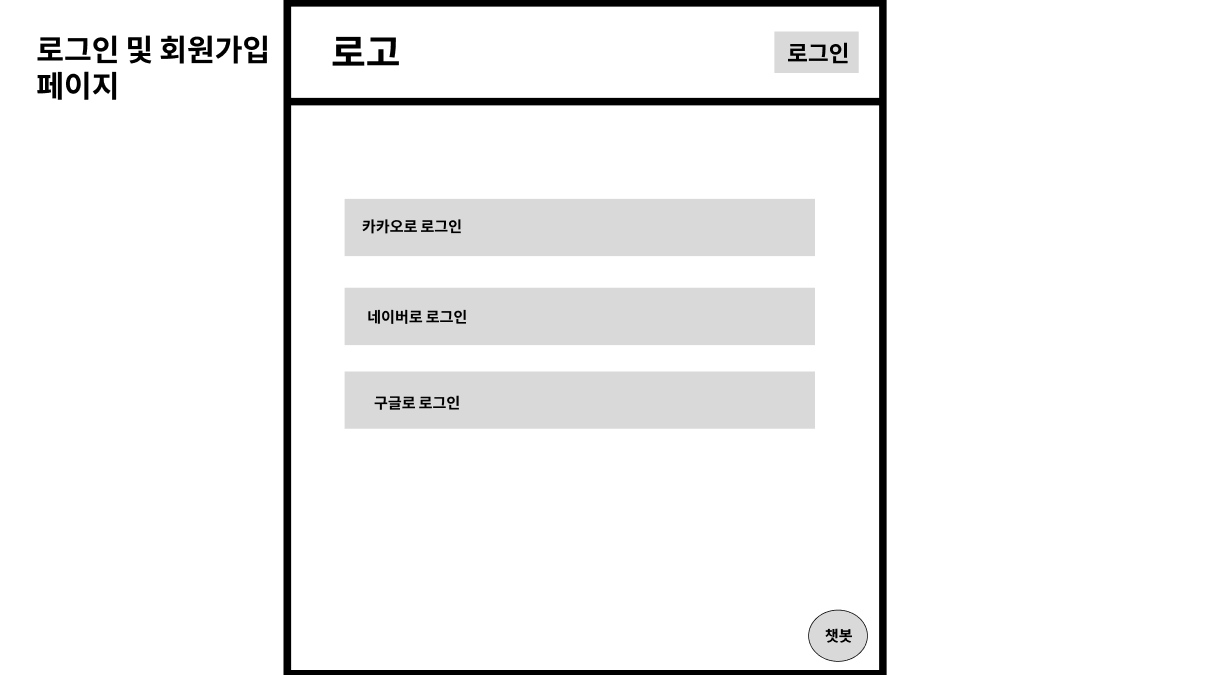 로그인 및 회원가입
페이지
로고
로그인
카카오로 로그인
네이버로 로그인
구글로 로그인
챗봇